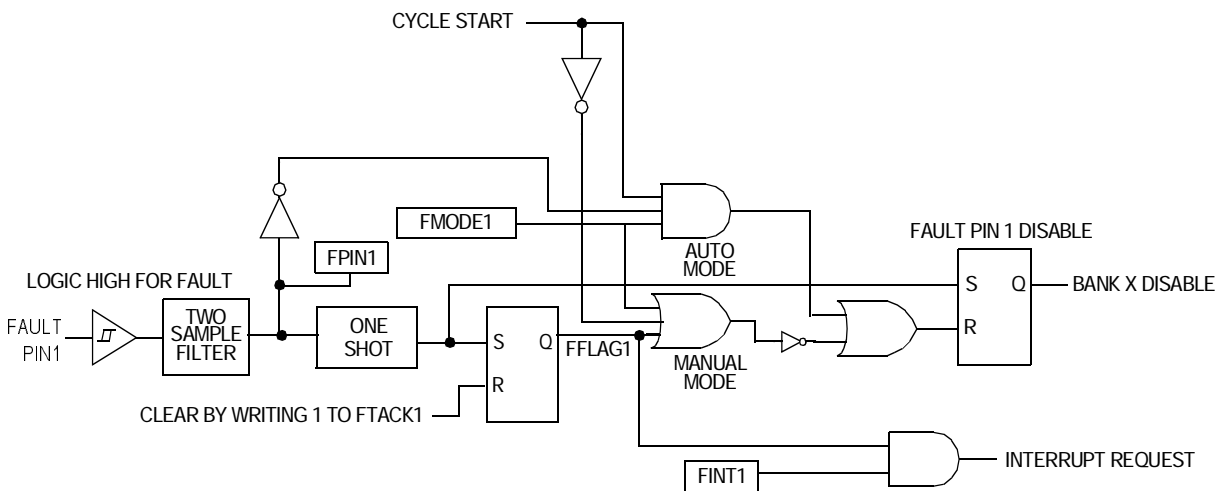 CYCLE START
FMODE1
AUTO
MODE
FAULT PIN 1 DISABLE
S
Q
R
BANK X DISABLE
FPIN1
LOGIC HIGH FOR FAULT
FAULT
PIN1
TWO
SAMPLE
FILTER
ONE
SHOT
S
Q
R
FFLAG1
MANUAL
MODE
CLEAR BY WRITING 1 TO FTACK1
FINT1
INTERRUPT REQUEST